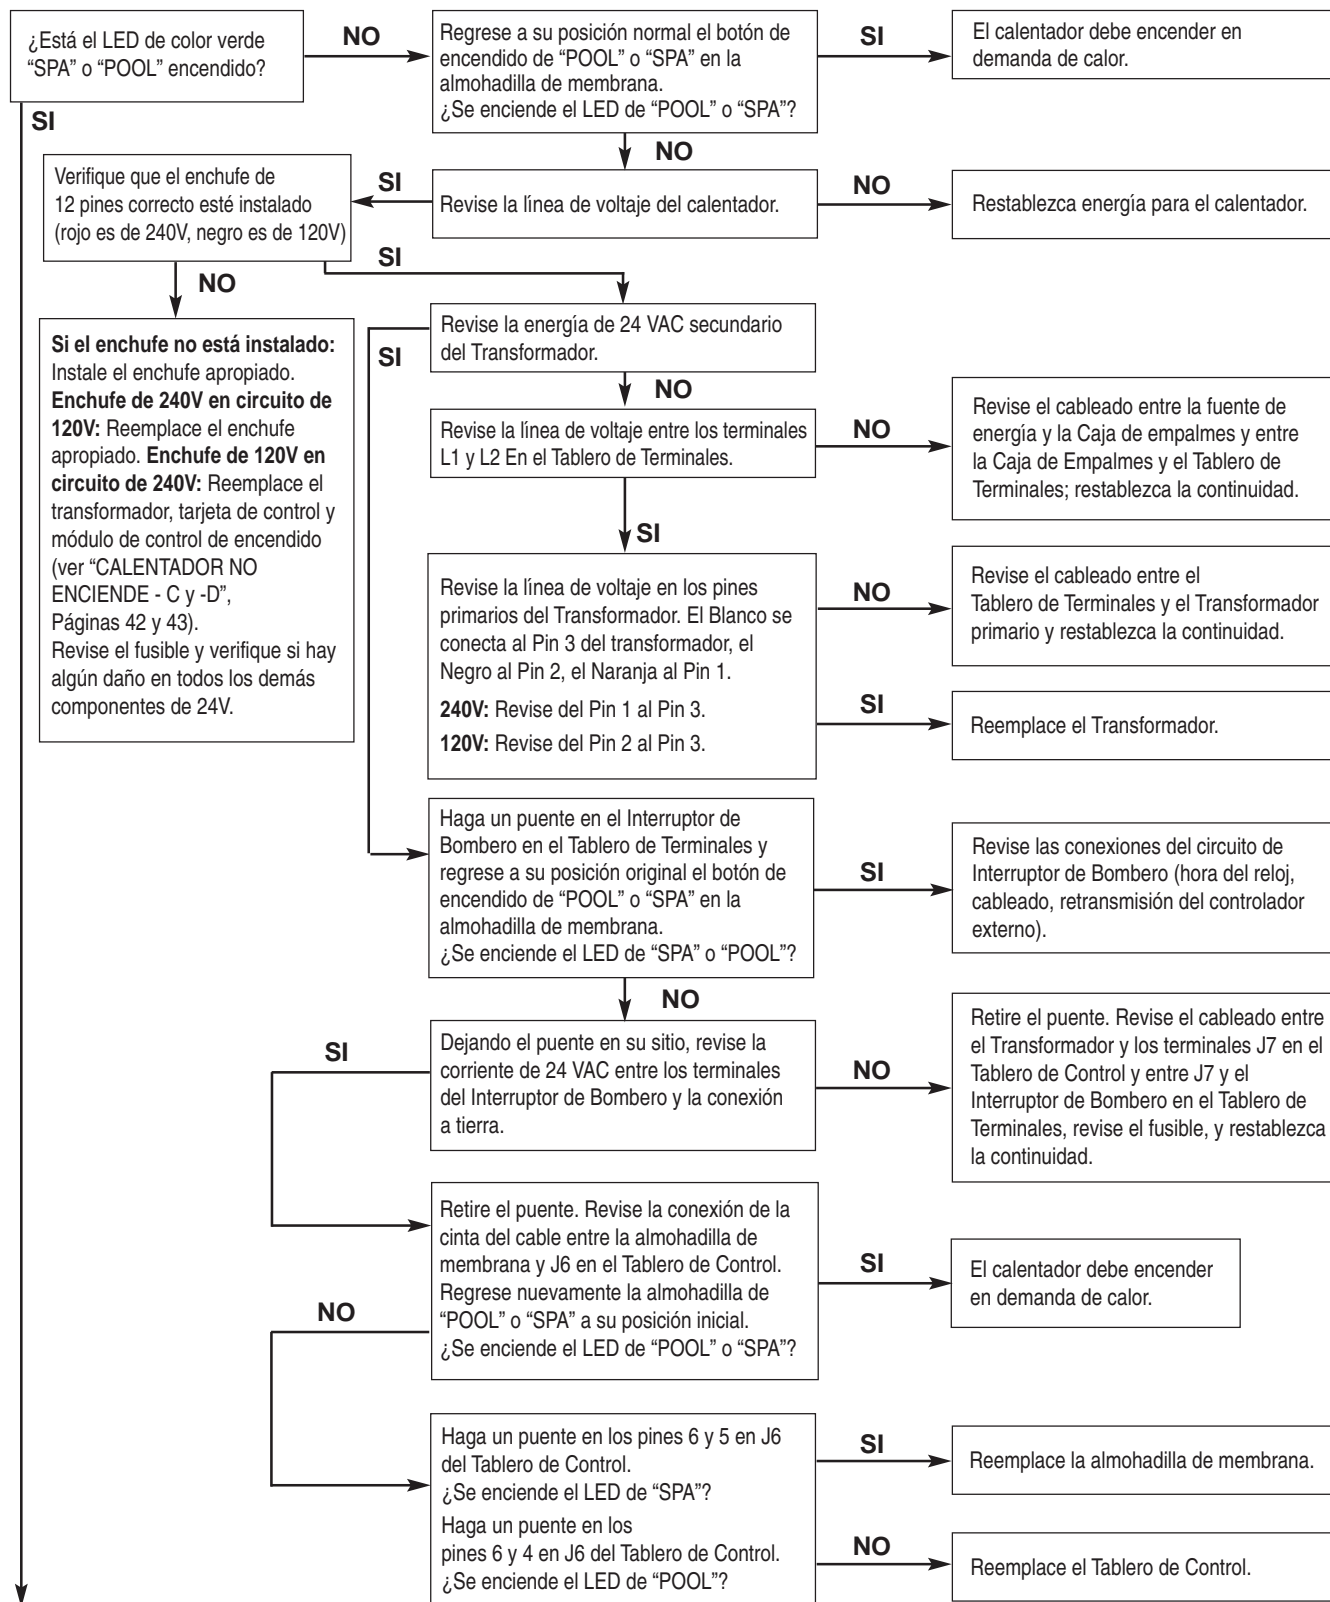 ¿Está el LED de color verde
“SPA” o “POOL” encendido?
NO
Regrese a su posición normal el botón de
encendido de “POOL” o “SPA” en la
almohadilla de membrana.
¿Se enciende el LED de “POOL” o “SPA”?
SI
El calentador debe encender en
demanda de calor.
SI
NO
Verifique que el enchufe de
12 pines correcto esté instalado
(rojo es de 240V, negro es de 120V)
SI
Revise la línea de voltaje del calentador.
NO
Restablezca energía para el calentador.
NO
SI
Si el enchufe no está instalado:
Instale el enchufe apropiado.
Enchufe de 240V en circuito de
120V: Reemplace el enchufe
apropiado. Enchufe de 120V en
circuito de 240V: Reemplace el
transformador, tarjeta de control y
módulo de control de encendido
(ver “CALENTADOR NO
ENCIENDE - C y -D”,
Páginas 42 y 43).
Revise el fusible y verifique si hay
algún daño en todos los demás
componentes de 24V.
SI
Revise la energía de 24 VAC secundario
del Transformador.
NO
Revise la línea de voltaje entre los terminales
L1 y L2 En el Tablero de Terminales.
NO
Revise el cableado entre la fuente de
energía y la Caja de empalmes y entre
la Caja de Empalmes y el Tablero de
Terminales; restablezca la continuidad.
SI
Revise la línea de voltaje en los pines
primarios del Transformador. El Blanco se
conecta al Pin 3 del transformador, el
Negro al Pin 2, el Naranja al Pin 1.
240V: Revise del Pin 1 al Pin 3.
120V: Revise del Pin 2 al Pin 3.
NO
Revise el cableado entre el
Tablero de Terminales y el Transformador
primario y restablezca la continuidad.
SI
Reemplace el Transformador.
Haga un puente en el Interruptor de
Bombero en el Tablero de Terminales y
regrese a su posición original el botón de
encendido de “POOL” o “SPA” en la
almohadilla de membrana.
¿Se enciende el LED de “SPA” o “POOL”?
SI
Revise las conexiones del circuito de
Interruptor de Bombero (hora del reloj,
cableado, retransmisión del controlador
externo).
NO
SI
Dejando el puente en su sitio, revise la
corriente de 24 VAC entre los terminales
del Interruptor de Bombero y la conexión
a tierra.
NO
Retire el puente. Revise el cableado entre
el Transformador y los terminales J7 en el
Tablero de Control y entre J7 y el
Interruptor de Bombero en el Tablero de
Terminales, revise el fusible, y restablezca
la continuidad.
Retire el puente. Revise la conexión de la
cinta del cable entre la almohadilla de
membrana y J6 en el Tablero de Control.
Regrese nuevamente la almohadilla de
“POOL” o “SPA” a su posición inicial.
¿Se enciende el LED de “POOL” o “SPA”?
SI
El calentador debe encender
en demanda de calor.
NO
Haga un puente en los pines 6 y 5 en J6
del Tablero de Control.
¿Se enciende el LED de “SPA”?
Haga un puente en los
pines 6 y 4 en J6 del Tablero de Control.
¿Se enciende el LED de “POOL”?
SI
Reemplace la almohadilla de membrana.
NO
Reemplace el Tablero de Control.